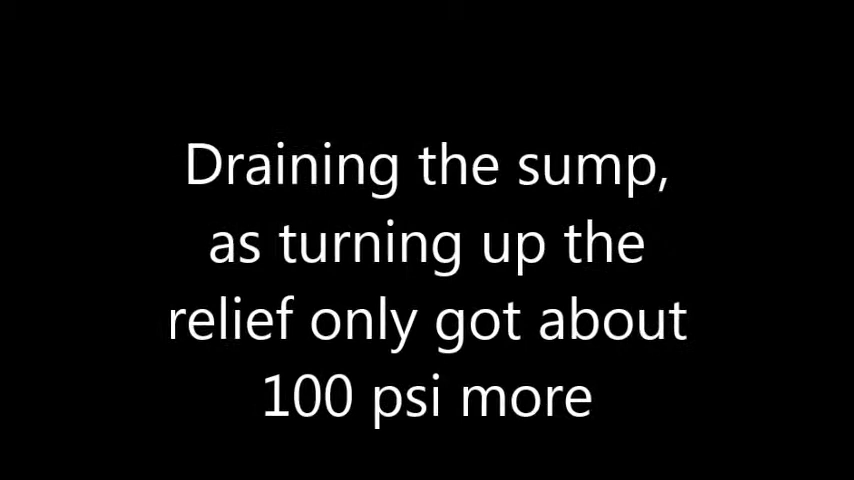 Draining the sump,
as turning up the
relief only got about
100 psi more